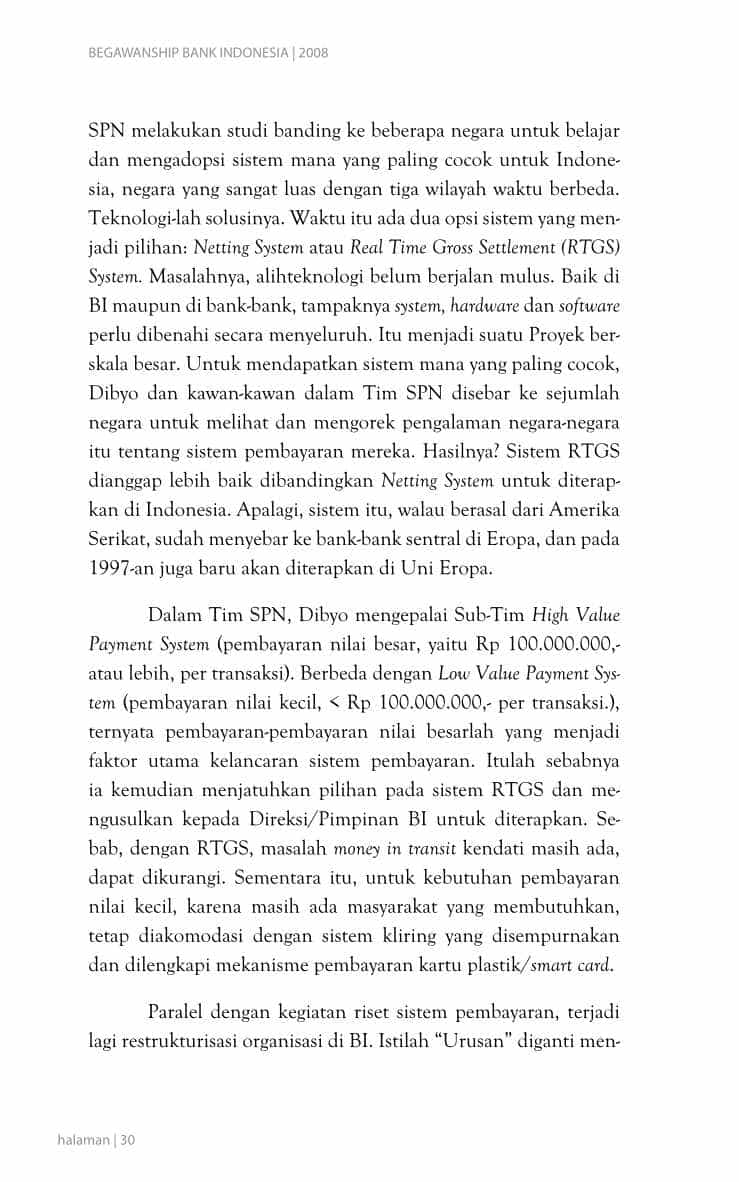 BEGAWANSHIP BANK INDONESIA | 2008
SPN melakukan studi banding ke beberapa negara untuk belajar
dan mengadopsi sistem mana yang paling cocok untuk Indone-
sia, negara yang sangat luas dengan tiga wilayah waktu berbeda.
Teknologi-lah solusinya. Waktu itu ada dua opsi sistem yang men-
jadi pilihan: Netting System atau Real Time Gross Settlement (RTGS)
System. Masalahnya, alihteknologi belum berjalan mulus. Baik di
BI maupun di bank-bank, tampaknya system, hardware dan software
perlu dibenahi secara menyeluruh. Itu menjadi suatu Proyek ber-
skala besar. Untuk mendapatkan sistem mana yang paling cocok,
Dibyo dan kawan-kawan dalam Tim SPN disebar ke sejumlah
negara untuk melihat dan mengorek pengalaman negara-negara
itu tentang sistem pembayaran mereka. Hasilnya? Sistem RTGS
dianggap lebih baik dibandingkan Netting System untuk diterap-
kan di Indonesia. Apalagi, sistem itu, walau berasal dari Amerika
Serikat, sudah menyebar ke bank-bank sentral di Eropa, dan pada
1997-an juga baru akan diterapkan di Uni Eropa.
Dalam Tim SPN, Dibyo mengepalai Sub-Tim High Value
Payment System (pembayaran nilai besar, yaitu Rp 100.000.000,-
atau lebih, per transaksi). Berbeda dengan Low Value Payment Sys-
tem (pembayaran nilai kecil, < Rp 100.000.000,- per transaksi.),
ternyata pembayaran-pembayaran nilai besarlah yang menjadi
faktor utama kelancaran sistem pembayaran. Itulah sebabnya
ia kemudian menjatuhkan pilihan pada sistem RTGS dan me-
ngusulkan kepada Direksi/Pimpinan BI untuk diterapkan. Se-
bab, dengan RTGS, masalah money in transit kendati masih ada,
dapat dikurangi. Sementara itu, untuk kebutuhan pembayaran
nilai kecil, karena masih ada masyarakat yang membutuhkan,
tetap diakomodasi dengan sistem kliring yang disempurnakan
dan dilengkapi mekanisme pembayaran kartu plastik/smart card.
Paralel dengan kegiatan riset sistem pembayaran, terjadi
lagi restrukturisasi organisasi di BI. Istilah “Urusan” diganti men-
halaman | 30